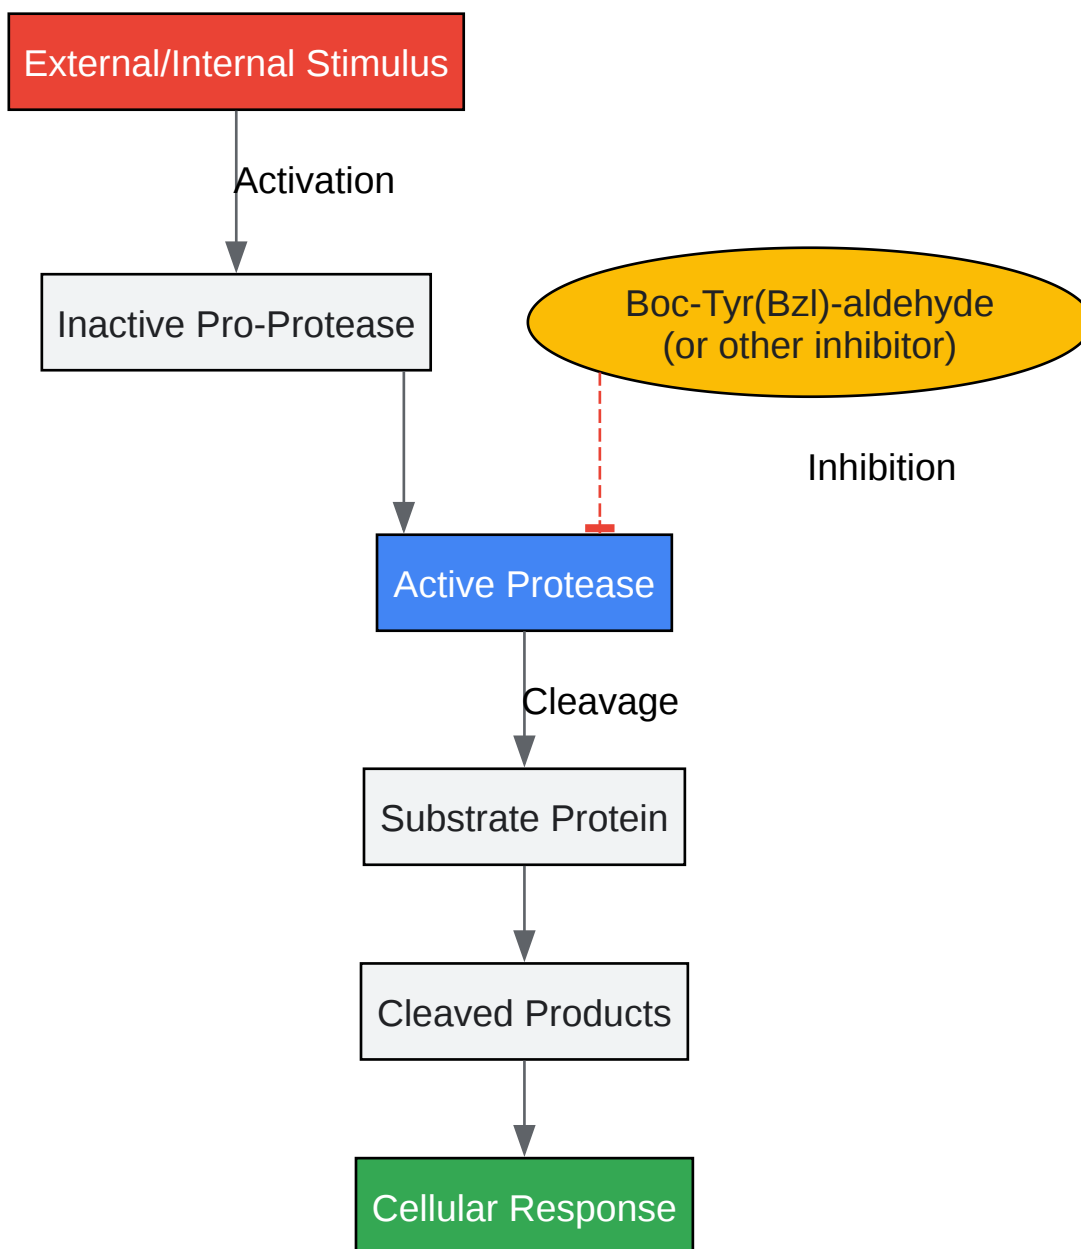 External/Internal Stimulus
Activation
Inactive Pro-Protease
Boc-Tyr(Bzl)-aldehyde
(or other inhibitor)
Inhibition
Active Protease
Cleavage
Substrate Protein
Cleaved Products
Cellular Response